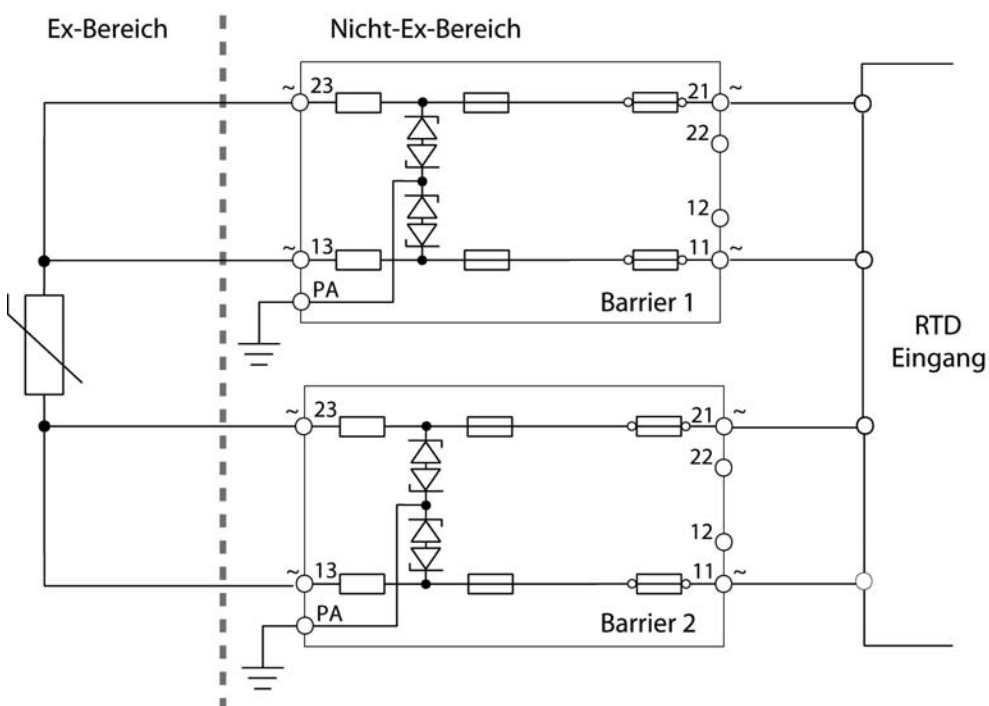 Ex-Bereich
Nicht-Ex-Bereich
~ 23
21 ~
22
12
~ 13
11 ~
PA
Barrier 1
RTD
Eingang
~ 23
21 ~
22
12
~ 13
11 ~
PA
Barrier 2